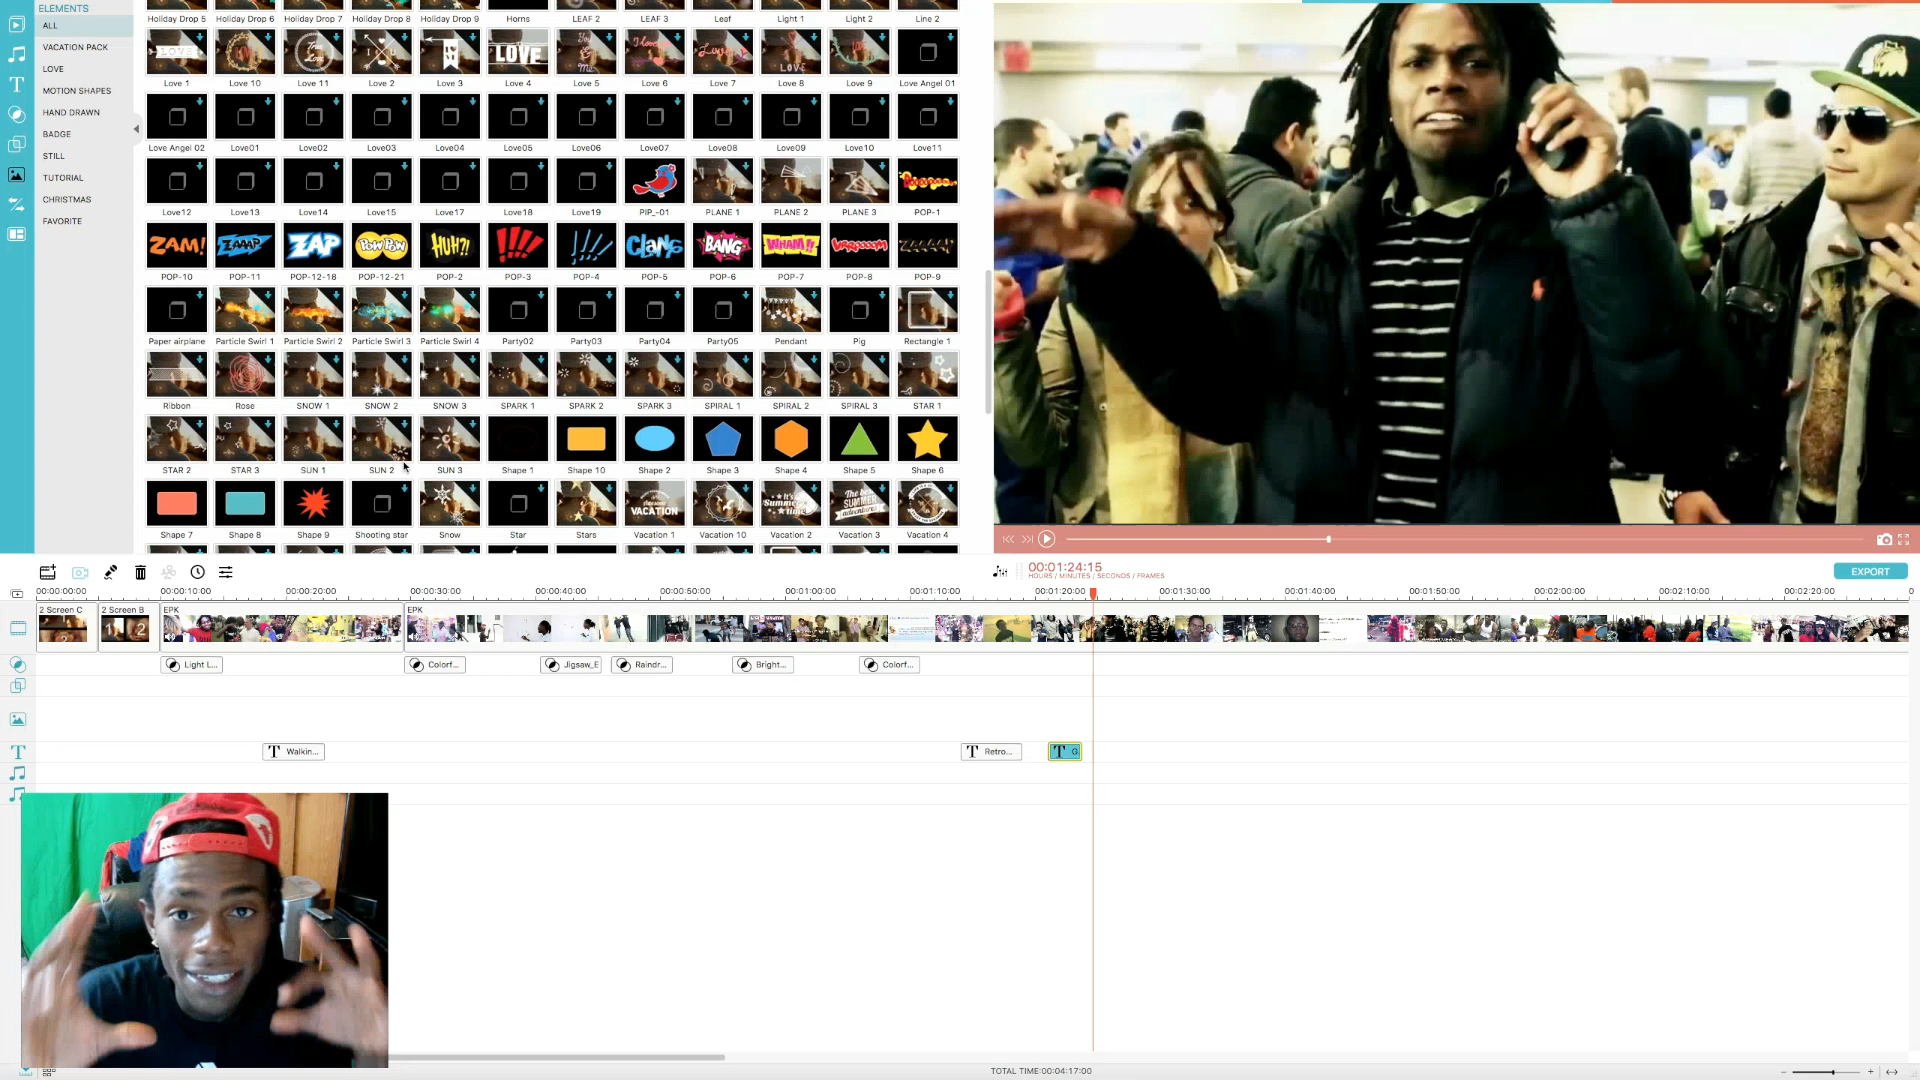 ELEMENTS
ALL
VACATION PACK
LOVE
MOTION SHAPES
HAND DRAWN
BADGE
STILL
TUTORIAL
CHRISTMAS
FAVORITE
Holiday Drop 5 Holiday Drop 6 Holiday Drop 7 Holiday Drop 8 Holiday Drop 9 Horns LEAF 2 LEAF 3 Leaf Light 1 Light 2 Line 2
LOVE
Love 1 Love 10 Love 11 Love 2 Love 3 Love 4 Love 5 Love 6 Love 7 Love 8 Love 9 Love Angel 01
Love Angel 02 Love01 Love02 Love03 Love04 Love05 Love06 Love07 Love08 Love09 Love10 Love11
Love12 Love13 Love14 Love15 Love17 Love18 Love19 PIP_-01 PLANE 1 PLANE 2 PLANE 3 POP-1
ZAM! ZAAAP ZAP POW POW HUH?! !!!! !!!! CLANG BANG WHAM!!
POP-10 POP-11 POP-12-18 POP-12-21 POP-2 POP-3 POP-4 POP-5 POP-6 POP-7 POP-8 POP-9
Paper airplane Particle Swirl 1 Particle Swirl 2 Particle Swirl 3 Particle Swirl 4 Party02 Party03 Party04 Party05 Pendant Pig Rectangle 1
Ribbon Rose SNOW 1 SNOW 2 SNOW 3 SPARK 1 SPARK 2 SPARK 3 SPIRAL 1 SPIRAL 2 SPIRAL 3 STAR 1
STAR 2 STAR 3 SUN 1 SUN 2 SUN 3 Shape 1 Shape 10 Shape 2 Shape 3 Shape 4 Shape 5 Shape 6
VACATION
Shape 7 Shape 8 Shape 9 Shooting star Snow Star Stars Vacation 1 Vacation 10 Vacation 2 Vacation 3 Vacation 4
00:01:24:15
HOURS / MINUTES / SECONDS / FRAMES
EXPORT
00:00:00:00 00:00:10:00 00:00:20:00 00:00:30:00 00:00:40:00 00:00:50:00 00:01:00:00 00:01:10:00 00:01:20:00 00:01:30:00 00:01:40:00 00:01:50:00 00:02:00:00 00:02:10:00 00:02:20:00
2 Screen C 2 Screen B EPK EPK
1 2
Light L... Colorf... Jigsaw_E Raindr... Bright... Colorf...
T Walkin... T Retro... T G
TOTAL TIME:00:04:17:00